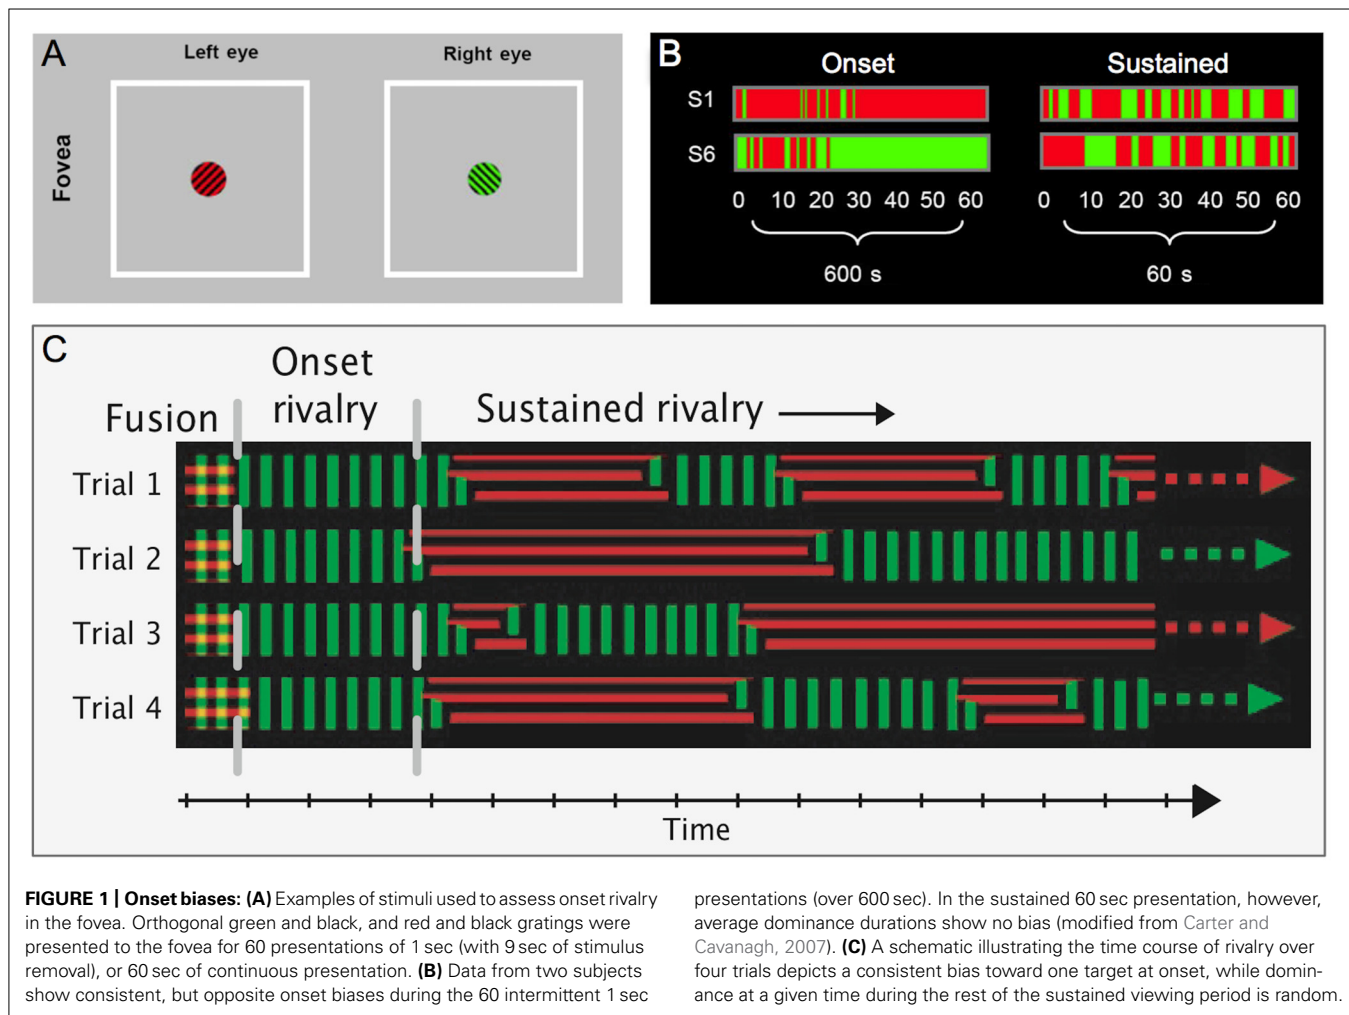 A
Left eye
Right eye
Fovea
B
Onset
Sustained
S1
S6
0 10 20 30 40 50 60
0 10 20 30 40 50 60
600 s
60 s
C
Onset
rivalry
Fusion
Sustained rivalry
Trial 1
Trial 2
Trial 3
Trial 4
Time
FIGURE 1 | Onset biases: (A) Examples of stimuli used to assess onset rivalry
in the fovea. Orthogonal green and black, and red and black gratings were
presented to the fovea for 60 presentations of 1 sec (with 9 sec of stimulus
removal), or 60 sec of continuous presentation. (B) Data from two subjects
show consistent, but opposite onset biases during the 60 intermittent 1 sec
presentations (over 600 sec). In the sustained 60 sec presentation, however,
average dominance durations show no bias (modified from Carter and
Cavanagh, 2007). (C) A schematic illustrating the time course of rivalry over
four trials depicts a consistent bias toward one target at onset, while domin-
ance at a given time during the rest of the sustained viewing period is random.